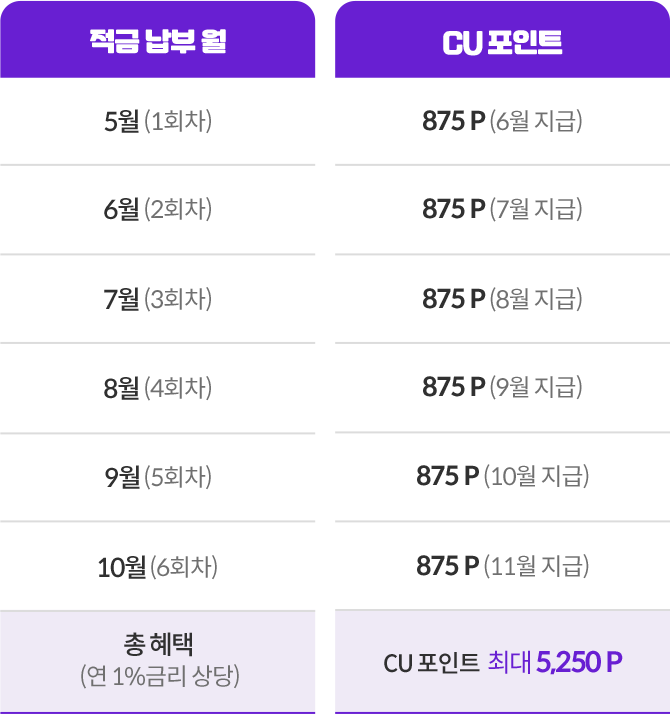 적금 납부 월 CU 포인트
5월 (1회차) 875 P (6월 지급)
6월 (2회차) 875 P (7월 지급)
7월 (3회차) 875 P (8월 지급)
8월 (4회차) 875 P (9월 지급)
9월 (5회차) 875 P (10월 지급)
10월 (6회차) 875 P (11월 지급)
총 혜택
(연 1%금리 상당)
CU 포인트 최대 5,250 P